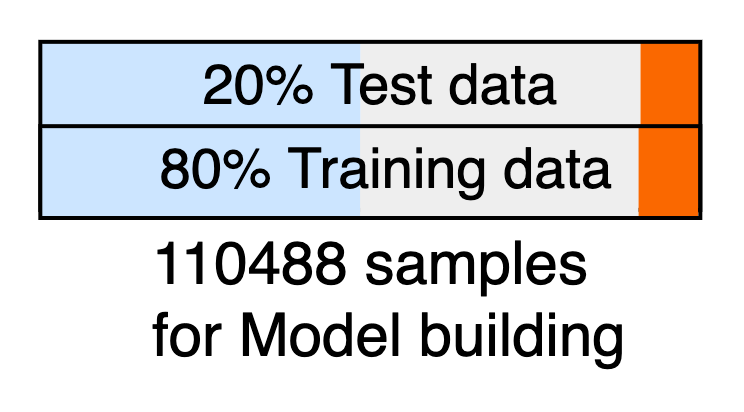 20% Test data
80% Training data
110488 samples
for Model building